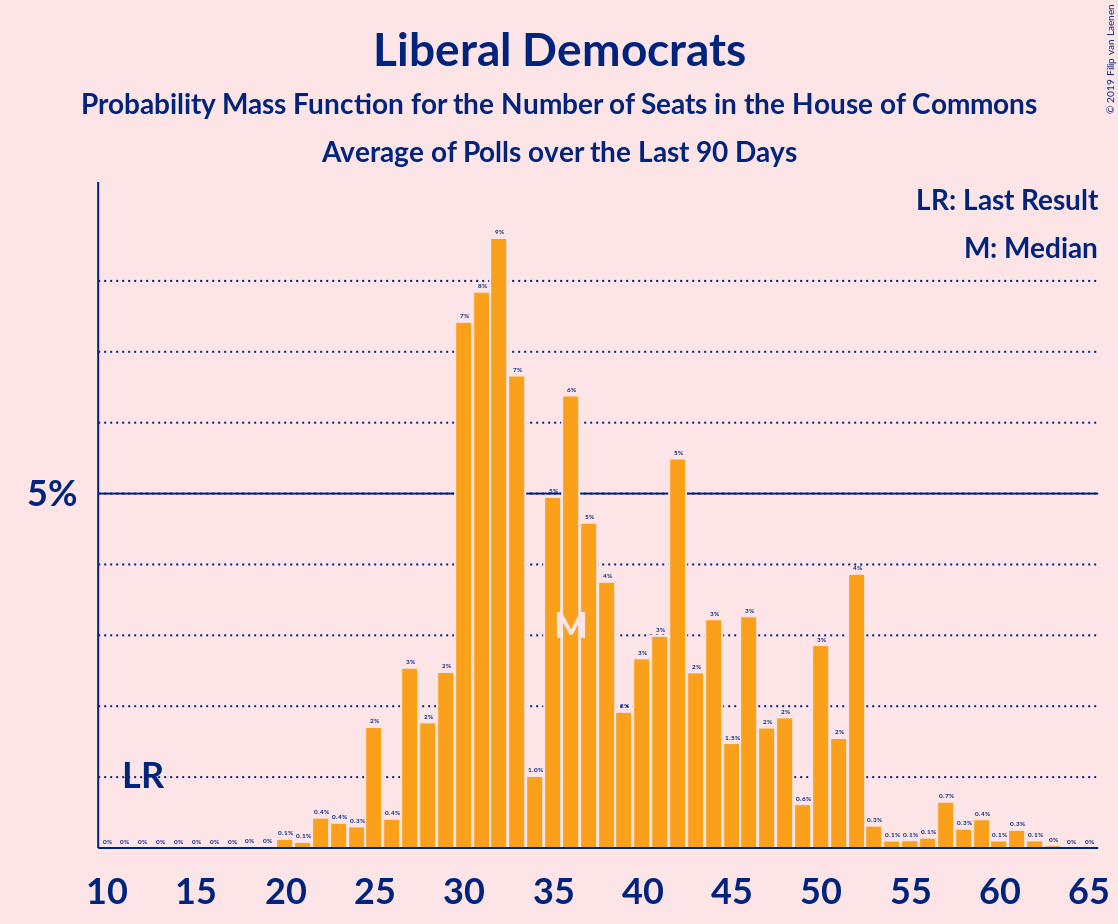 Liberal Democrats
Probability Mass Function for the Number of Seats in the House of Commons
Average of Polls over the Last 90 Days
© 2019 Filip van Laenen
LR: Last Result
M: Median
5%
LR
M
0% 0% 0% 0% 0% 0% 0% 0% 0% 0% 0.1% 0.1% 0.4% 0.4% 0.3% 2% 0.4% 3% 2% 2% 7% 8% 9% 7% 1.0% 5% 6% 5% 4% 2% 3% 3% 5% 2% 3% 1.5% 3% 2% 2% 0.6% 3% 2% 4% 0.3% 0.1% 0.1% 0.1% 0.7% 0.3% 0.4% 0.1% 0.3% 0.1% 0% 0% 0%
10 15 20 25 30 35 40 45 50 55 60 65